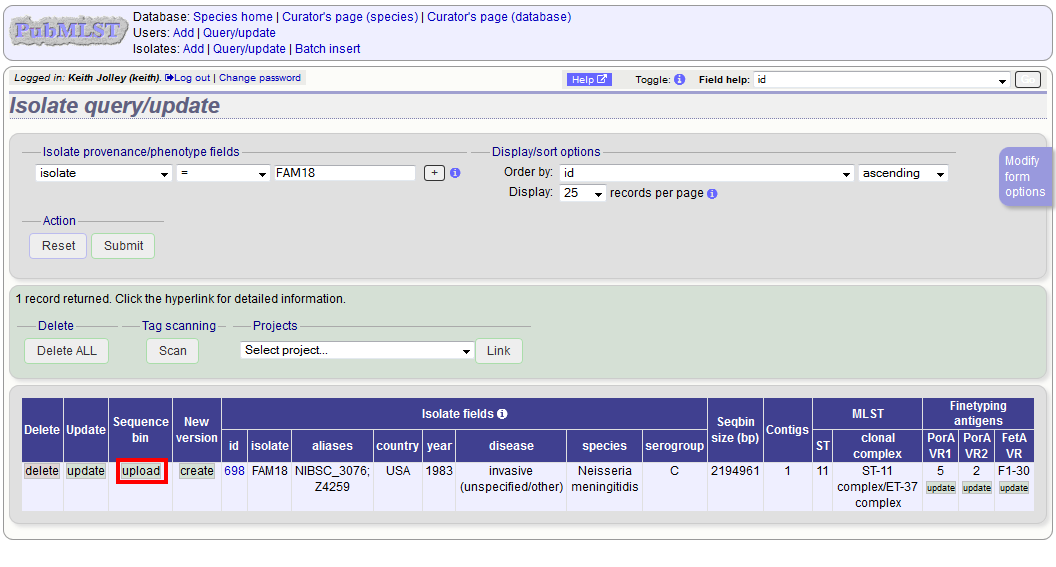 PubMLST
Database: Species home | Curator's page (species) | Curator's page (database)
Users: Add | Query/update
Isolates: Add | Query/update | Batch insert
Logged in: Keith Jolley (keith). Log out | Change password
Help
Toggle:
Field help: id
Go
Isolate query/update
Isolate provenance/phenotype fields
isolate = FAM18 +
Display/sort options
Order by: id ascending
Display: 25 records per page
Modify form options
Action
Reset Submit
1 record returned. Click the hyperlink for detailed information.
Delete Tag scanning Projects
Delete ALL Scan Select project... Link
Delete Update Sequence bin New version Isolate fields Seqbin size (bp) Contigs MLST Finetyping antigens
id isolate aliases country year disease species serogroup ST clonal complex PorA VR1 PorA VR2 FetA VR
delete update upload create 698 FAM18 NIBSC_3076; Z4259 USA 1983 invasive (unspecified/other) Neisseria meningitidis C 2194961 1 11 ST-11 complex/ET-37 complex 5 update 2 update F1-30 update